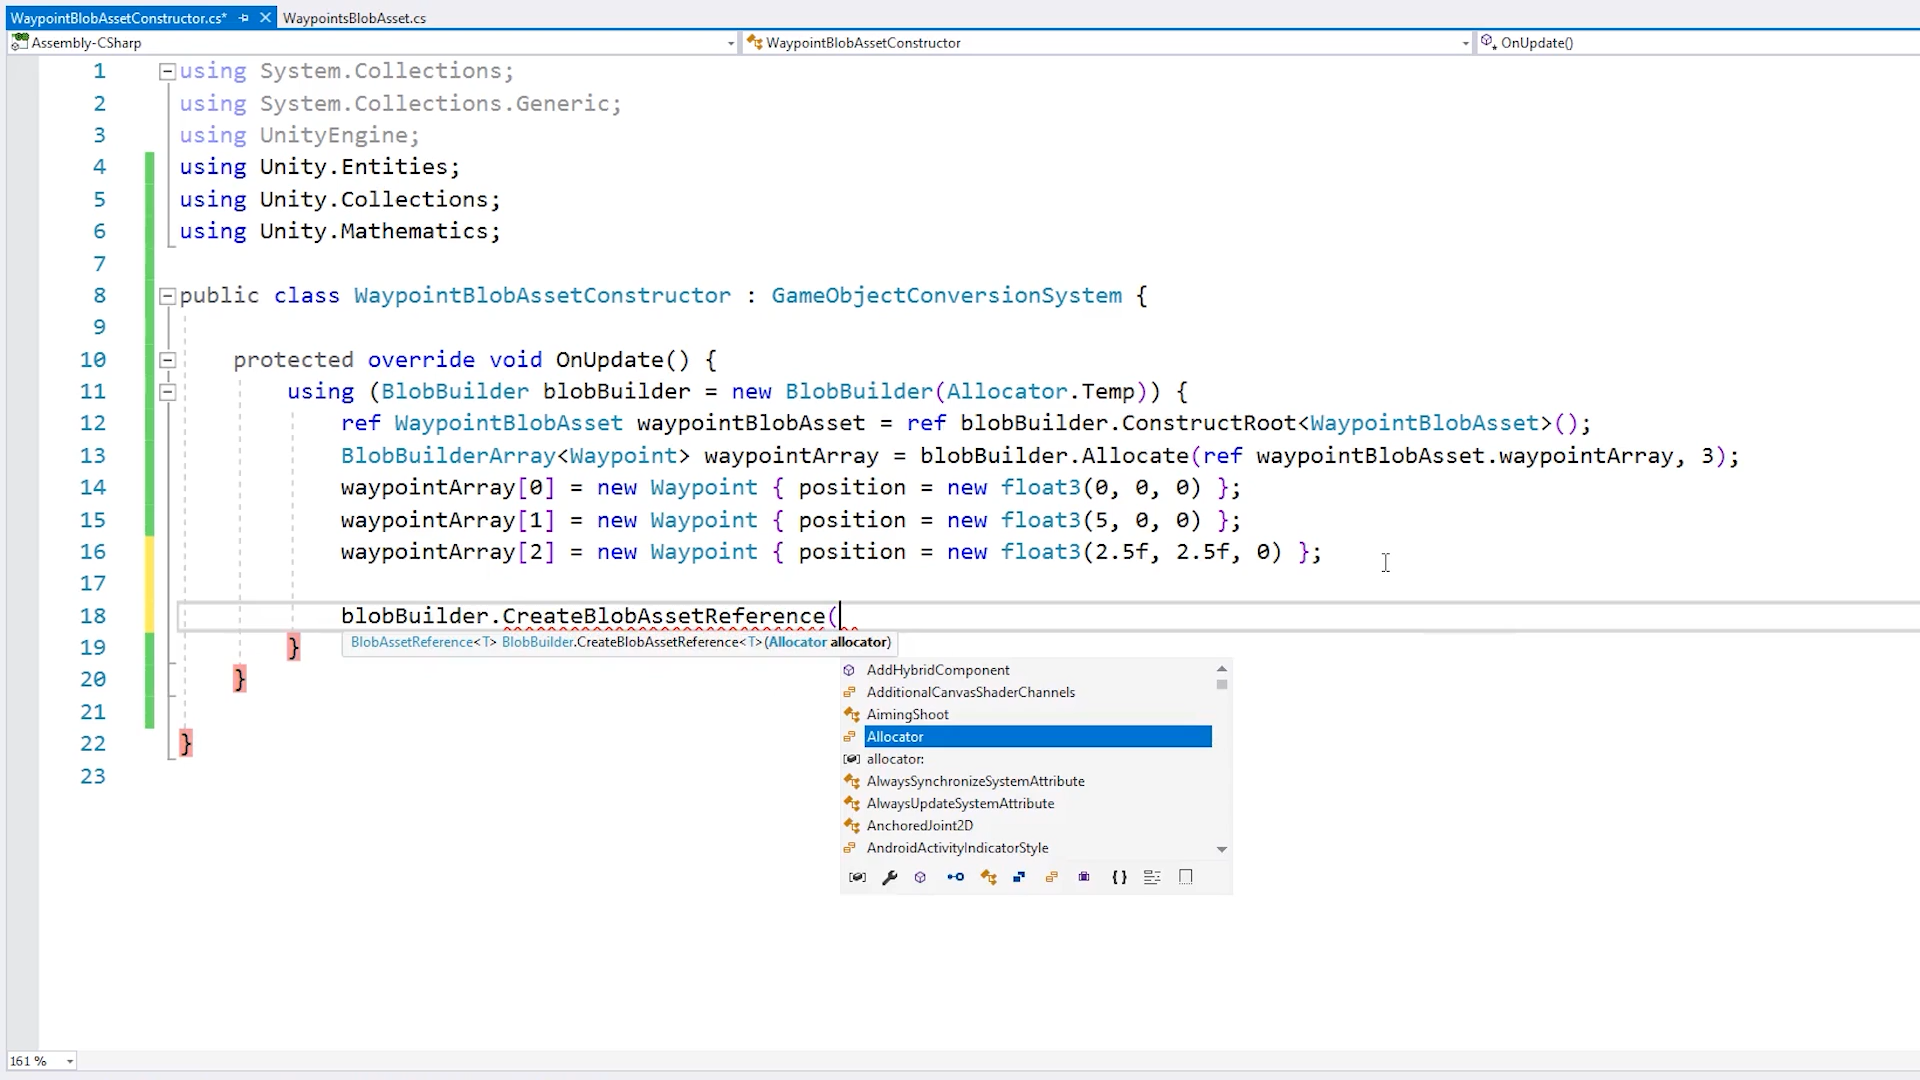 WaypointBlobAssetConstructor.cs* WaypointsBlobAsset.cs
Assembly-CSharp WaypointBlobAssetConstructor OnUpdate()
1 using System.Collections;
2 using System.Collections.Generic;
3 using UnityEngine;
4 using Unity.Entities;
5 using Unity.Collections;
6 using Unity.Mathematics;
7
8 public class WaypointBlobAssetConstructor : GameObjectConversionSystem {
9
10 protected override void OnUpdate() {
11 using (BlobBuilder blobBuilder = new BlobBuilder(Allocator.Temp)) {
12 ref WaypointBlobAsset waypointBlobAsset = ref blobBuilder.ConstructRoot<WaypointBlobAsset>();
13 BlobBuilderArray<Waypoint> waypointArray = blobBuilder.Allocate(ref waypointBlobAsset.waypointArray, 3);
14 waypointArray[0] = new Waypoint { position = new float3(0, 0, 0) };
15 waypointArray[1] = new Waypoint { position = new float3(5, 0, 0) };
16 waypointArray[2] = new Waypoint { position = new float3(2.5f, 2.5f, 0) };
17
18 blobBuilder.CreateBlobAssetReference(
19 }
BlobAssetReference<T> BlobBuilder.CreateBlobAssetReference<T>(Allocator allocator)
20 }
21
22 }
23
AddHybridComponent
AdditionalCanvasShaderChannels
AimingShoot
Allocator
allocator:
AlwaysSynchronizeSystemAttribute
AlwaysUpdateSystemAttribute
AnchoredJoint2D
AndroidActivityIndicatorStyle
161 %